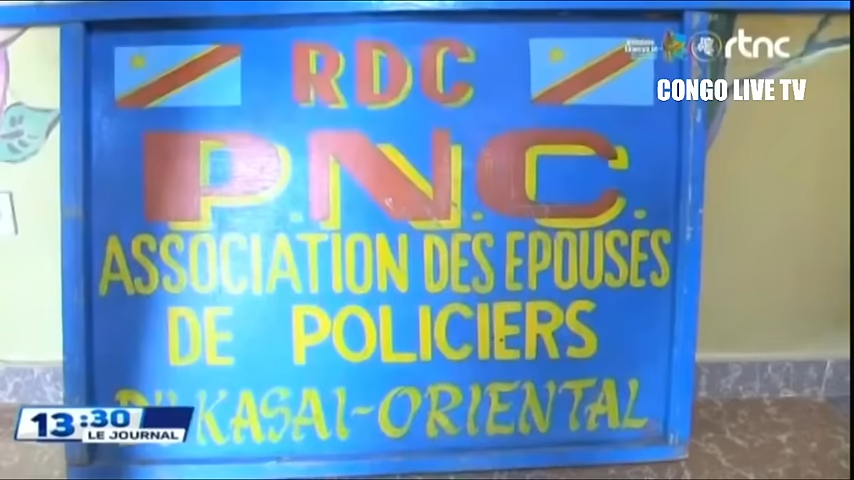 rtnc
CONGO LIVE TV
RDC
P.N.C.
ASSOCIATION DES EPOUSES
DE POLICIERS
KASAI-ORIENTAL
13:30
LE JOURNAL